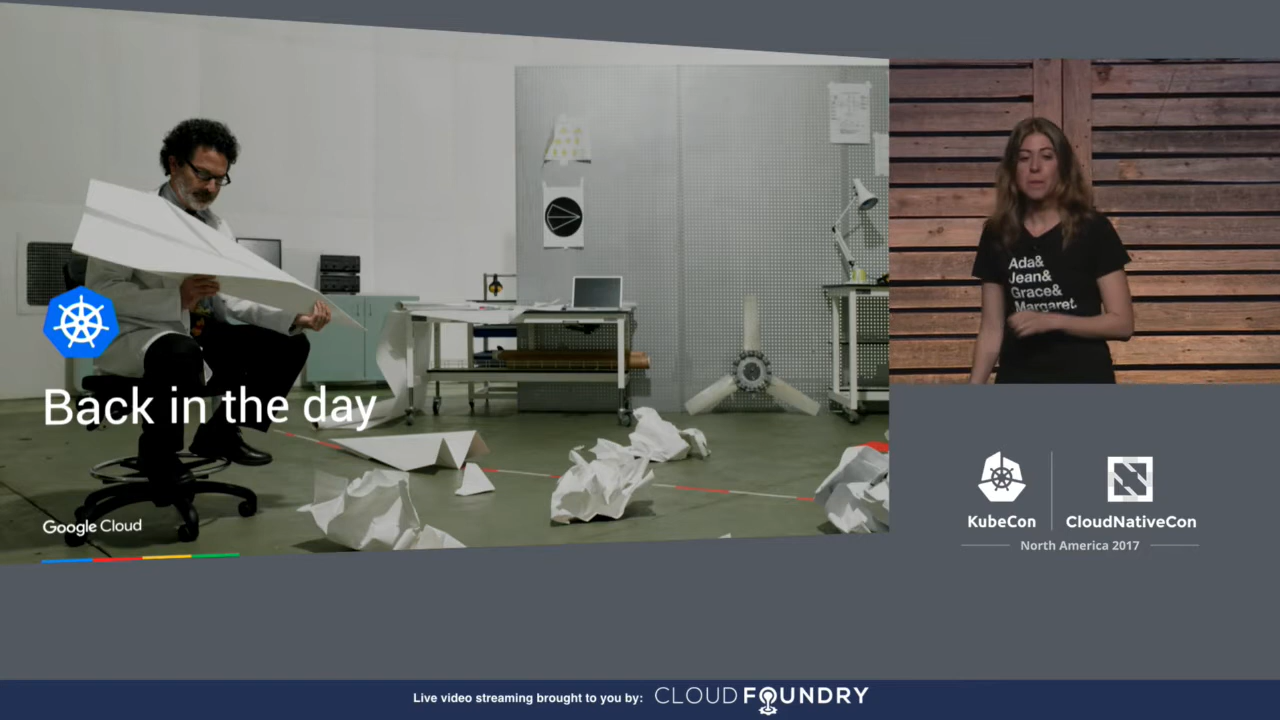 Back in the day
Google Cloud
Ada&
Jean&
Grace&
Margaret.
KubeCon
CloudNativeCon
North America 2017
Live video streaming brought to you by:
CLOUD FOUNDRY